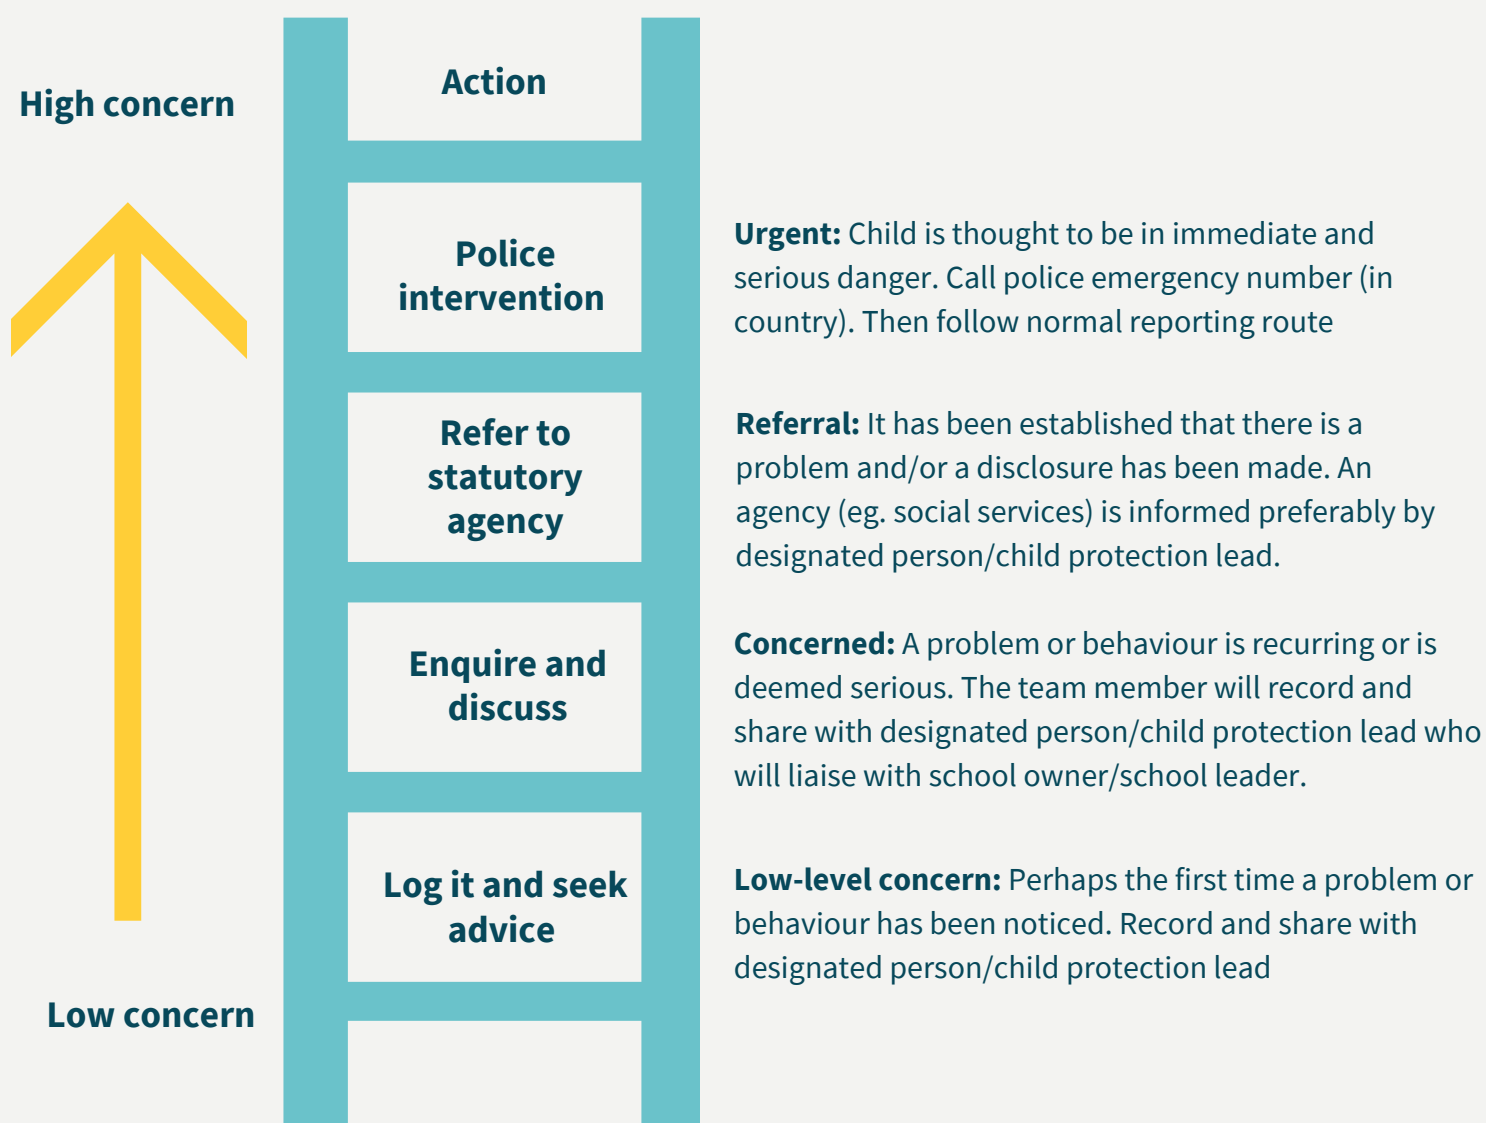 High concern
Action
Police
intervention
Urgent: Child is thought to be in immediate and
serious danger. Call police emergency number (in
country). Then follow normal reporting route
Refer to
statutory
agency
Referral: It has been established that there is a
problem and/or a disclosure has been made. An
agency (eg. social services) is informed preferably by
designated person/child protection lead.
Enquire and
discuss
Concerned: A problem or behaviour is recurring or is
deemed serious. The team member will record and
share with designated person/child protection lead who
will liaise with school owner/school leader.
Log it and seek
advice
Low-level concern: Perhaps the first time a problem or
behaviour has been noticed. Record and share with
designated person/child protection lead
Low concern